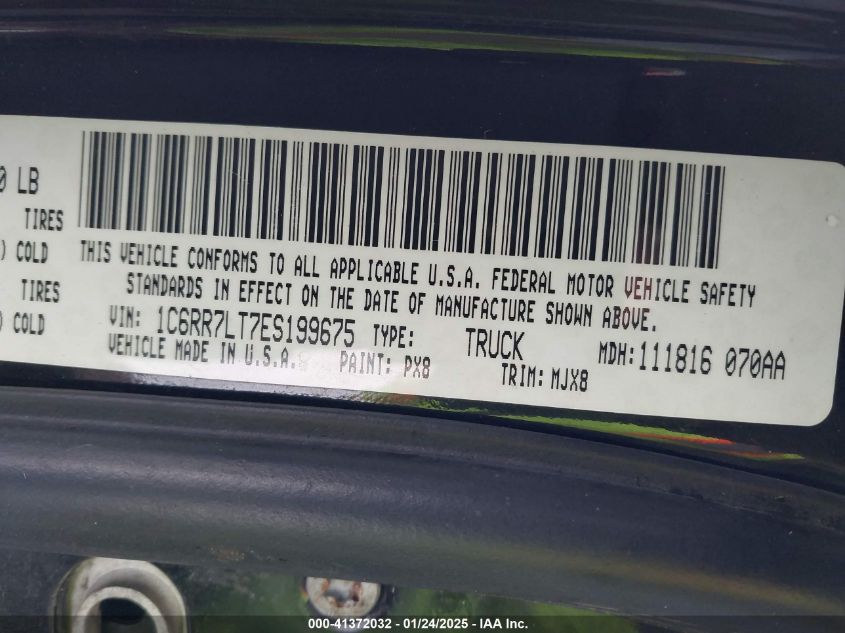 0 LB
TIRES
) COLD
TIRES
) COLD
THIS VEHICLE CONFORMS TO ALL APPLICABLE U.S.A. FEDERAL MOTOR VEHICLE SAFETY
STANDARDS IN EFFECT ON THE DATE OF MANUFACTURE SHOWN ABOVE.
VIN: 1C6RR7LT7ES199675 TYPE: TRUCK MDH:111816 070AA
VEHICLE MADE IN U.S.A. PAINT: PX8 TRIM: MJX8
000-41372032 - 01/24/2025 - IAA Inc.